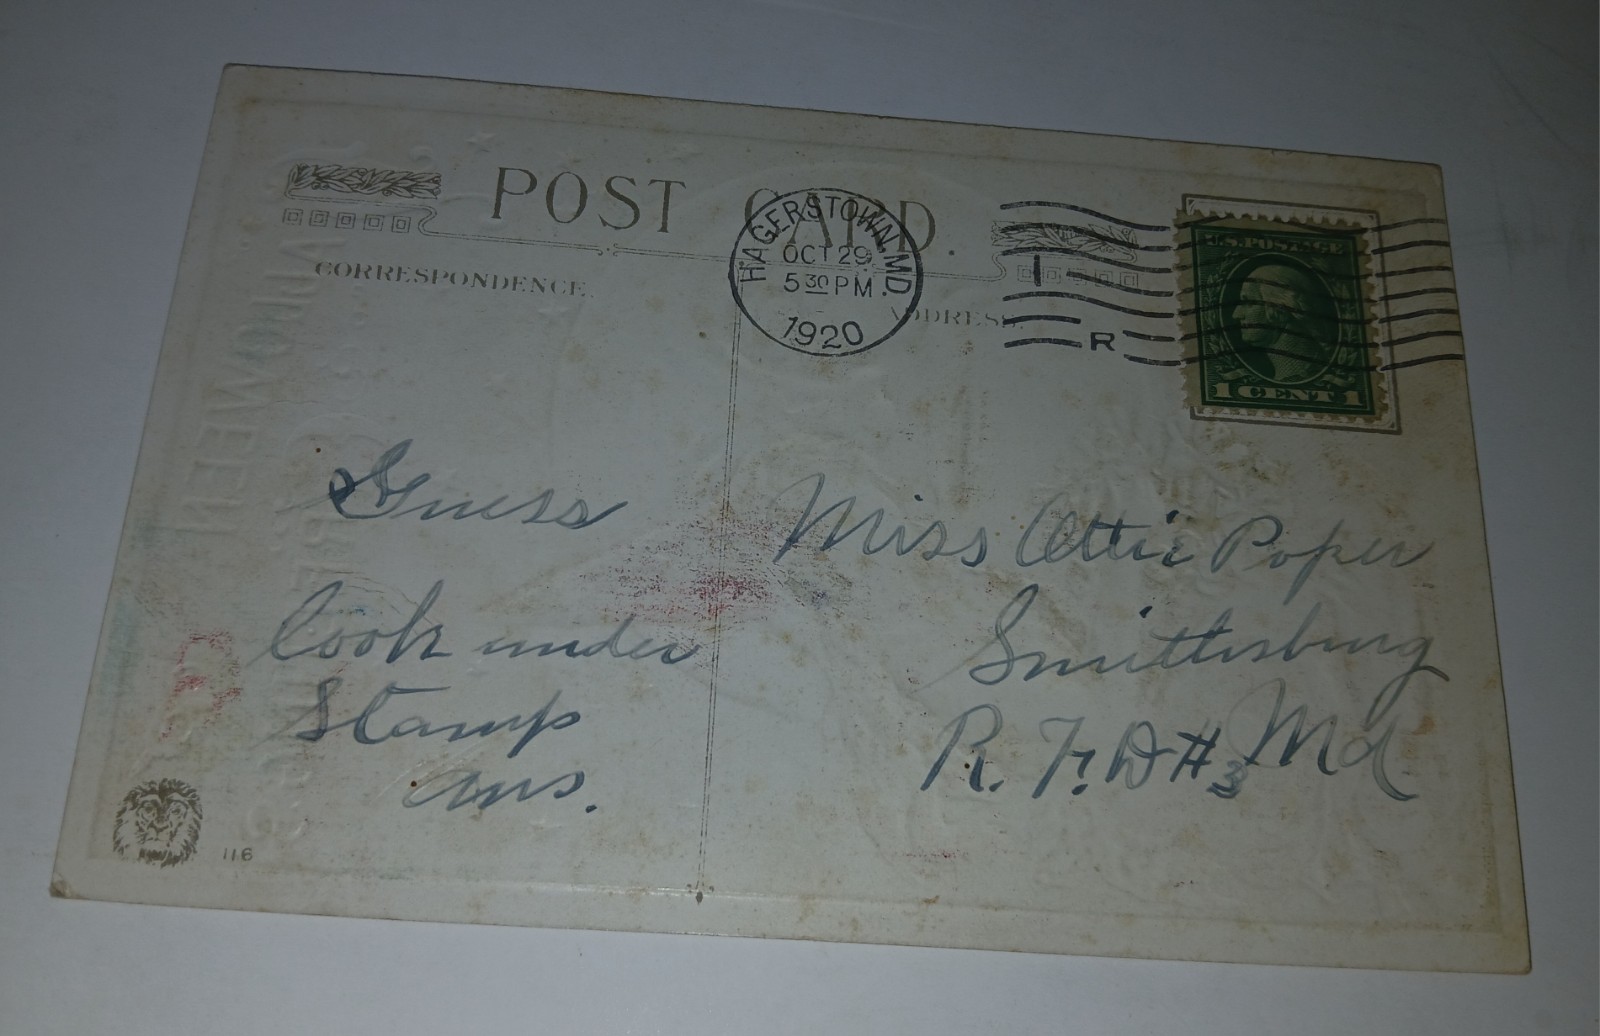 POST CARD.
HAGERSTOWN, MD.
OCT 29
5 30 PM
1920
U.S. POSTAGE
1 CENT 1
R
CORRESPONDENCE.
ADDRESS.
Guess
look under
Stamp
ans.
Miss Ottie Poper
Smithsburg
R. F. D #3 Md.
116